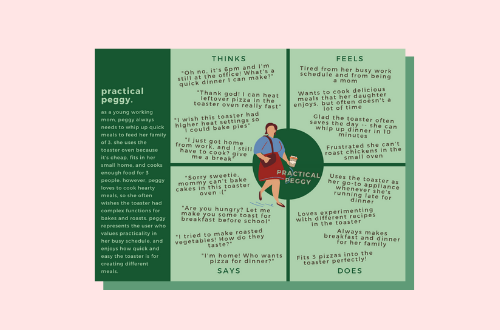 practical
peggy.
as a young working
mom, peggy always
needs to whip up quick
meals to feed her family
of 3. she uses the
toaster oven because
it's cheap, fits in her
small home, and cooks
enough food for 3
people. however, peggy
loves to cook hearty
meals, so she often
wishes the toaster had
complex functions for
bakes and roasts. peggy
represents the user who
values practicality in
her busy schedule, and
enjoys how quick and
easy the toaster is for
creating different
meals.
THINKS
"Oh no, it's 6pm and I'm
still at the office! What's a
quick dinner I can make?"
"Thank god! I can heat
leftover pizza in the
toaster oven really fast"
"I wish this toaster had
higher heat settings so
I could bake pies"
"I just got home
from work, and I still
have to cook? give
me a break"
FEELS
Tired from her busy work
schedule and from being
a mom
Wants to cook delicious
meals that her daughter
enjoys, but often doesn't a
lot of time
Glad the toaster often
saves the day -- she can
whip up dinner in 10
minutes
Frustrated she can't
roast chickens in the
small oven
PRACTICAL
PEGGY
"Sorry sweetie,
mommy can't bake
cakes in this toaster
oven :("
"Are you hungry? Let me
make you some toast for
breakfast before school!"
"I tried to make roasted
vegetables! How do they
taste?"
"I'm home! Who wants
pizza for dinner?"
SAYS
Uses the toaster as
her go-to appliance
whenever she's
running late for
dinner
Loves experimenting
with different recipes
in the toaster
Always makes
breakfast and dinner
for her family
Fits 3 pizzas into the
toaster perfectly!
DOES